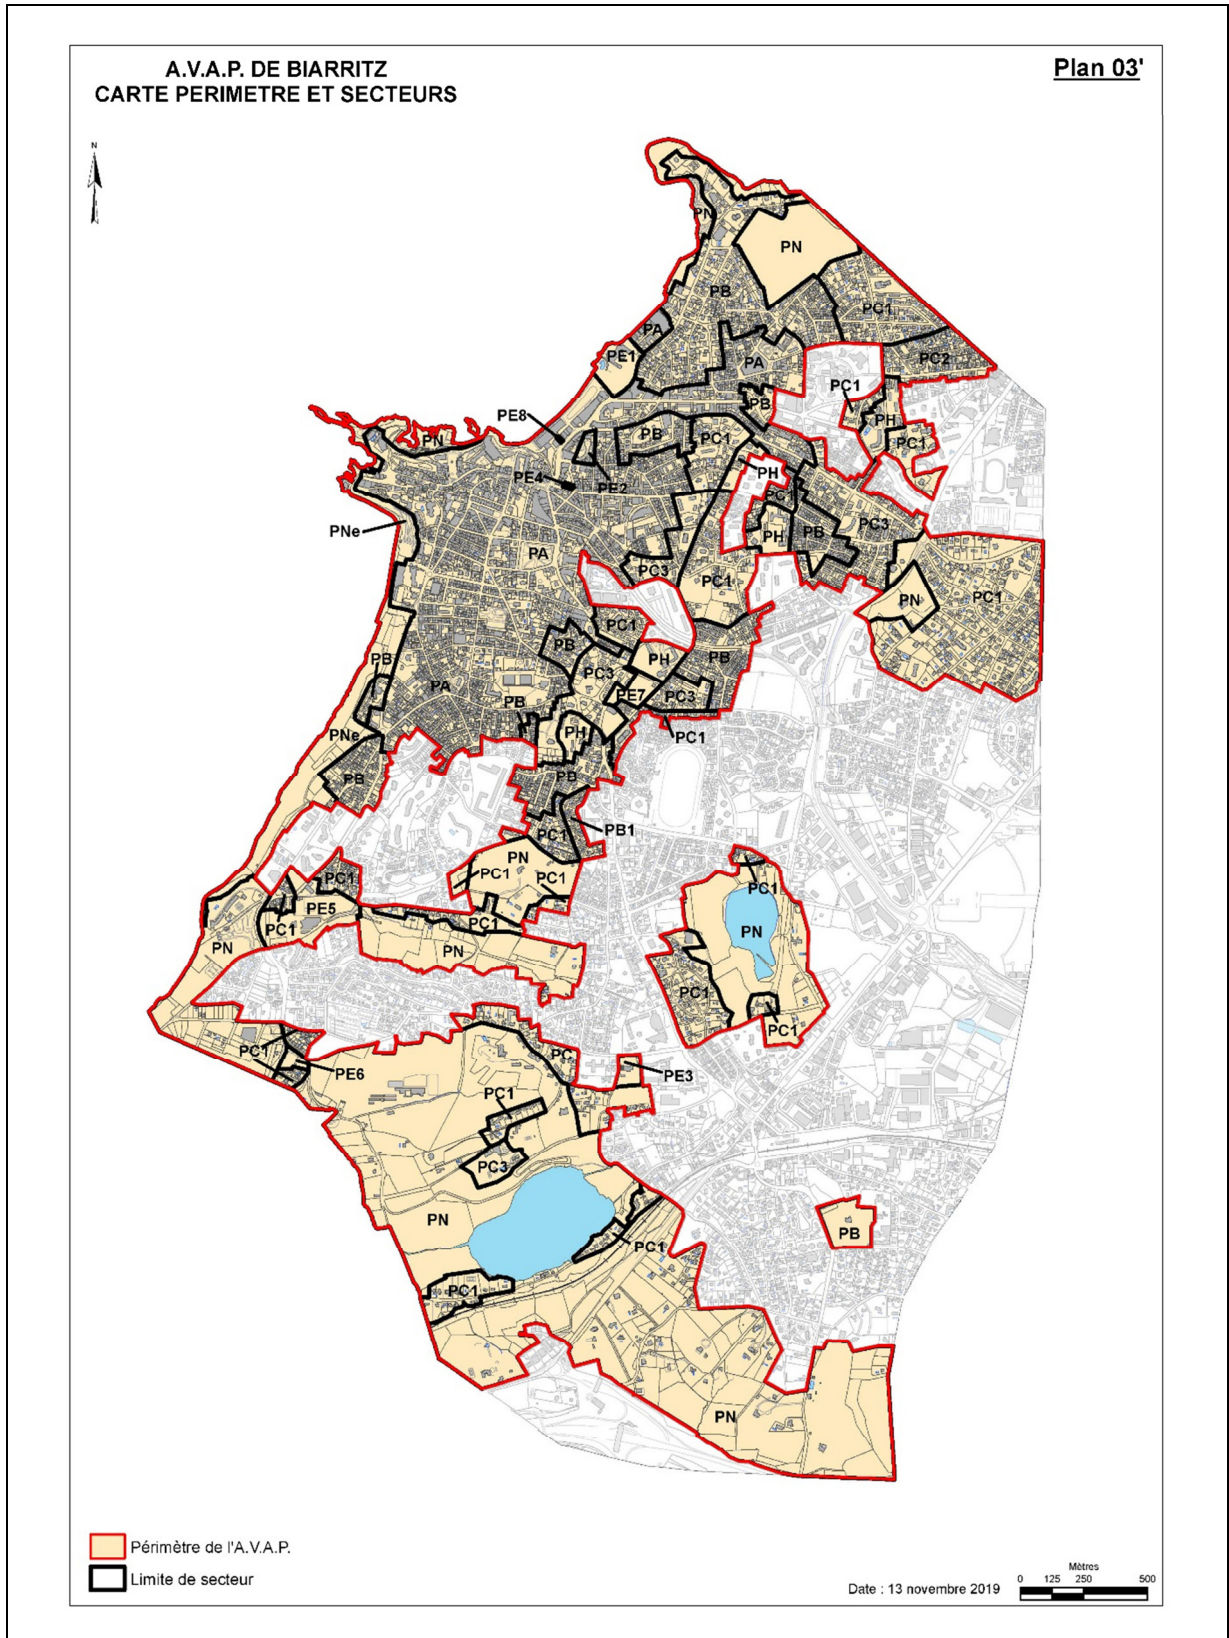 A.V.A.P. DE BIARRITZ
CARTE PERIMETRE ET SECTEURS
Plan 03'
N
PN
PN
PB
PC1
PA
PE1
PA
PC2
PC1
PB
PH
PE8
PN
PB
PC1
PC1
PE4
PE2
PH
PC1
PNe
PA
PH
PB
PC3
PC3
PC1
PN
PC1
PC1
PB
PB
PC3
PH
PB
PA
PE7
PC3
PB
PH
PC1
PNe
PB
PB
PC1
PB1
PN
PC1
PC1
PC1
PC1
PE5
PC1
PC1
PN
PN
PN
PC1
PC1
PC1
PE6
PC
PE3
PC1
PC3
PN
PC1
PB
PC1
PN
Périmètre de l'A.V.A.P.
Limite de secteur
Date : 13 novembre 2019
Mètres
0 125 250 500